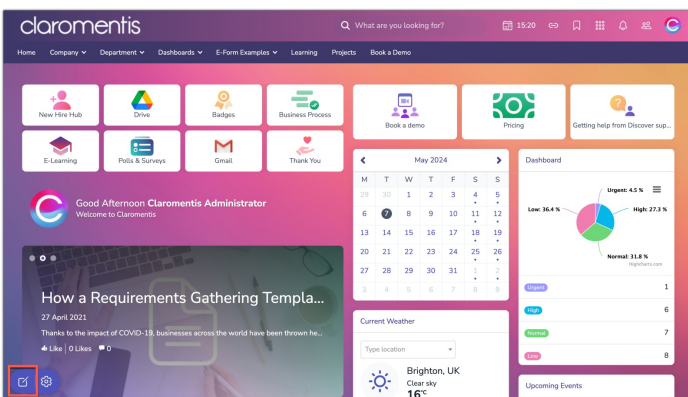 claromentis
What are you looking for?
15:20
Home Company Department Dashboards E-Form Examples Learning Projects Book a Demo
New Hire Hub
Drive
Badges
Business Process
Book a demo
Pricing
Getting help from Discover sup...
E-Learning
Polls & Surveys
Gmail
Thank You
Good Afternoon Claromentis Administrator
Welcome to Claromentis
How a Requirements Gathering Templa...
27 April 2021
Thanks to the impact of COVID-19, businesses across the world have been thrown he...
Like 0 Likes 0
May 2024
M T W T F S S
29 30 1 2 3 4 5
6 7 8 9 10 11 12
13 14 15 16 17 18 19
20 21 22 23 24 25 26
27 28 29 30 31 1 2
3 4 5 6 7 8 9
Current Weather
Type location
Brighton, UK
Clear sky
16°C
Dashboard
Urgent: 4.5 %
Low: 36.4 %
High: 27.3 %
Normal: 31.8 %
Highcharts.com
Urgent 1
High 6
Normal 7
Low 8
Upcoming Events